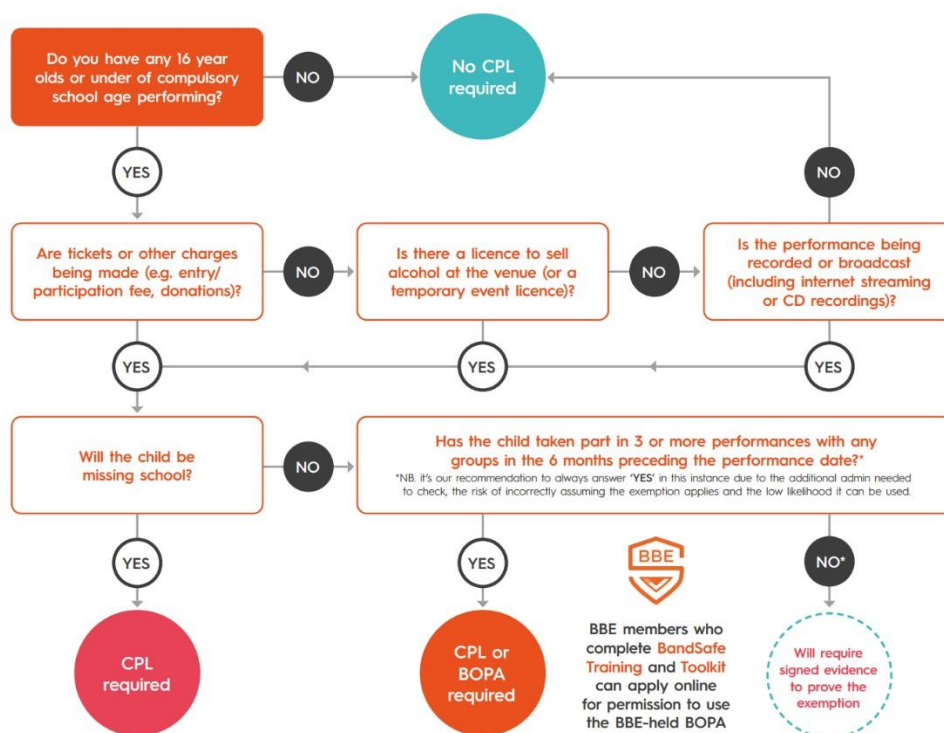 Do you have any 16 year
olds or under of compulsory
school age performing?
NO
No CPL
required
YES
NO
Are tickets or other charges
being made (e.g. entry/
participation fee, donations)?
NO
Is there a licence to sell
alcohol at the venue (or a
temporary event licence)?
NO
Is the performance being
recorded or broadcast
(including internet streaming
or CD recordings)?
YES
YES
YES
Will the child be
missing school?
NO
Has the child taken part in 3 or more performances with any
groups in the 6 months preceding the performance date?*
*NB. it's our recommendation to always answer 'YES' in this instance due to the additional admin needed
to check, the risk of incorrectly assuming the exemption applies and the low likelihood it can be used.
YES
YES
BBE
NO*
CPL
required
CPL or
BOPA
required
BBE members who
complete BandSafe
Training and Toolkit
can apply online
for permission to use
the BBE-held BOPA
Will require
signed evidence
to prove the
exemption